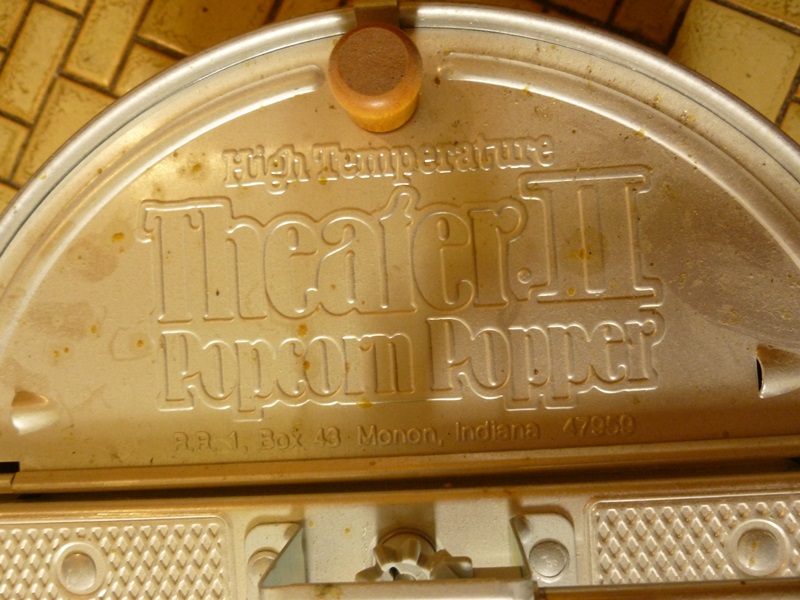 High Temperature
Theater II
Popcorn Popper
R.R. 1, Box 43 Monon, Indiana 47959